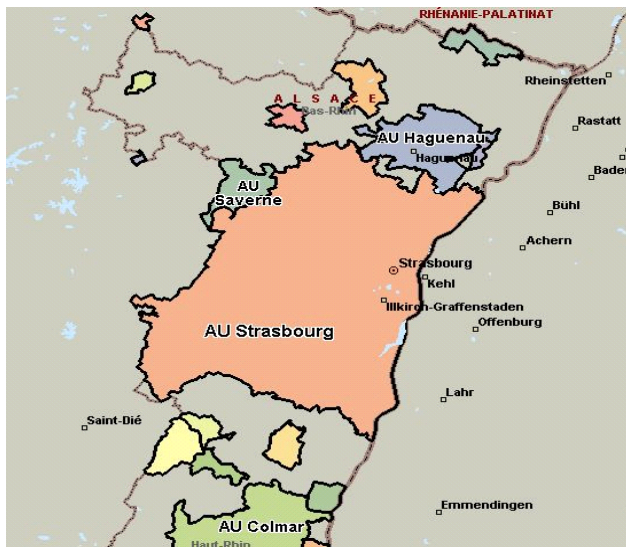 RHÉNANIE-PALATINAT
Rheinstetten
ALSACE
Bas-Rhin
Rastatt
AU Haguenau
Haguenau
Baden
AU
Saverne
Bühl
Achern
Strasbourg
Kehl
Illkirch-Graffenstaden
Offenburg
AU Strasbourg
Lahr
Saint-Dié
Emmendingen
AU Colmar
Haut-Rhin